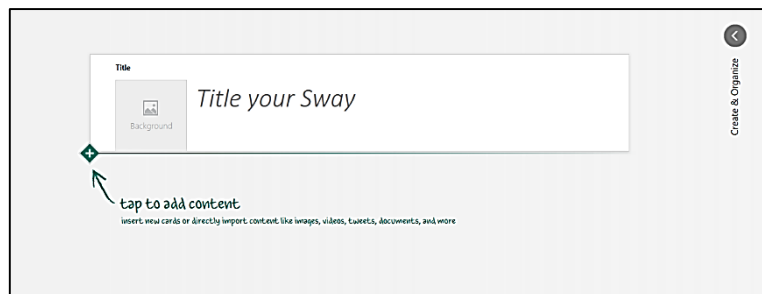 Title
Title your Sway
Background
tap to add content
insert new cards or directly import content like images, videos, tweets, documents, and more
Create & Organize